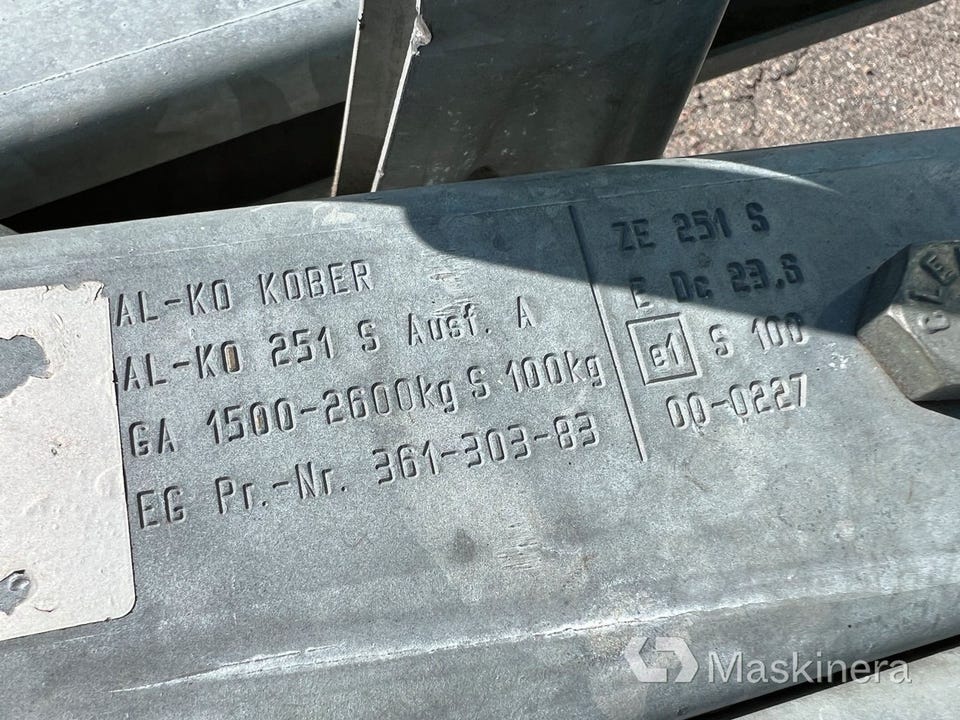 AL-KO KOBER
AL-KO 251 S Ausf. A
GA 1500-2600kg S 100kg
EG Pr.-Nr. 361-303-83
ZE 251 S
E Dc 23,6
e1 S 100
00-0227
Maskinera